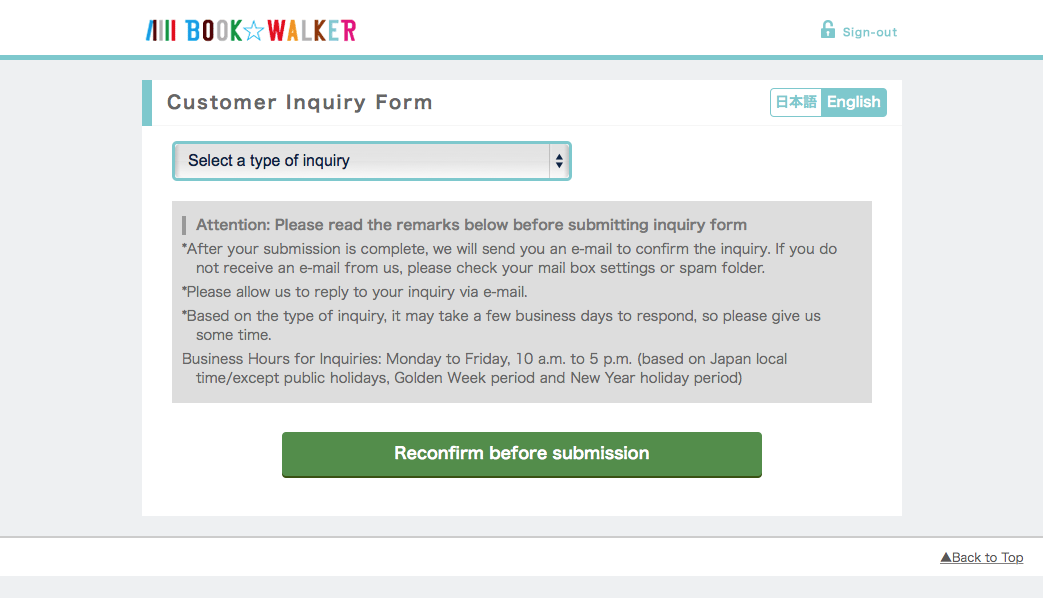 BOOK☆WALKER
Sign-out
Customer Inquiry Form
日本語 English
Select a type of inquiry
Attention: Please read the remarks below before submitting inquiry form
*After your submission is complete, we will send you an e-mail to confirm the inquiry. If you do
not receive an e-mail from us, please check your mail box settings or spam folder.
*Please allow us to reply to your inquiry via e-mail.
*Based on the type of inquiry, it may take a few business days to respond, so please give us
some time.
Business Hours for Inquiries: Monday to Friday, 10 a.m. to 5 p.m. (based on Japan local
time/except public holidays, Golden Week period and New Year holiday period)
Reconfirm before submission
▲Back to Top